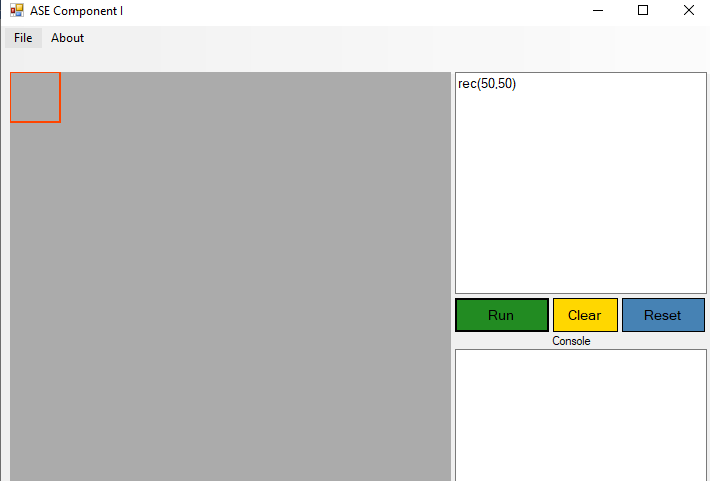 ASE Component I
File About
rec(50,50)
Run Clear Reset
Console